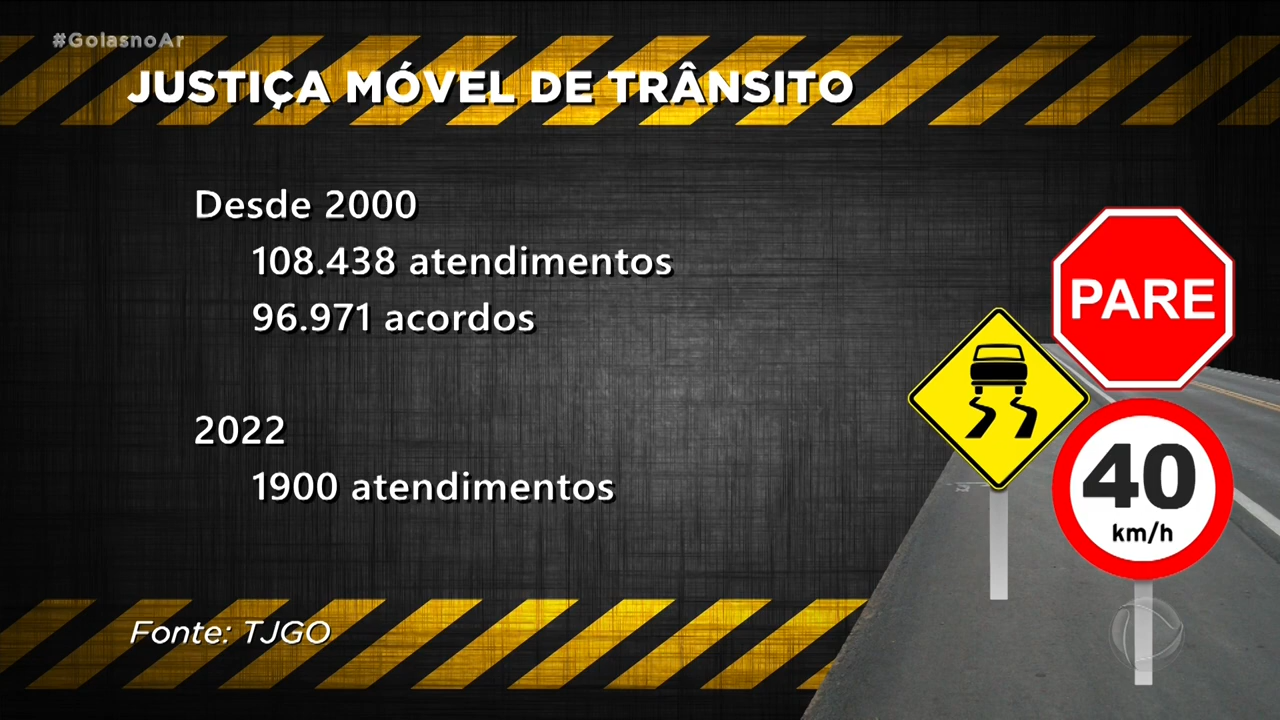 #GoiásnoAr
JUSTIÇA MÓVEL DE TRÂNSITO
Desde 2000
108.438 atendimentos
96.971 acordos
2022
1900 atendimentos
PARE
40
km/h
Fonte: TJGO